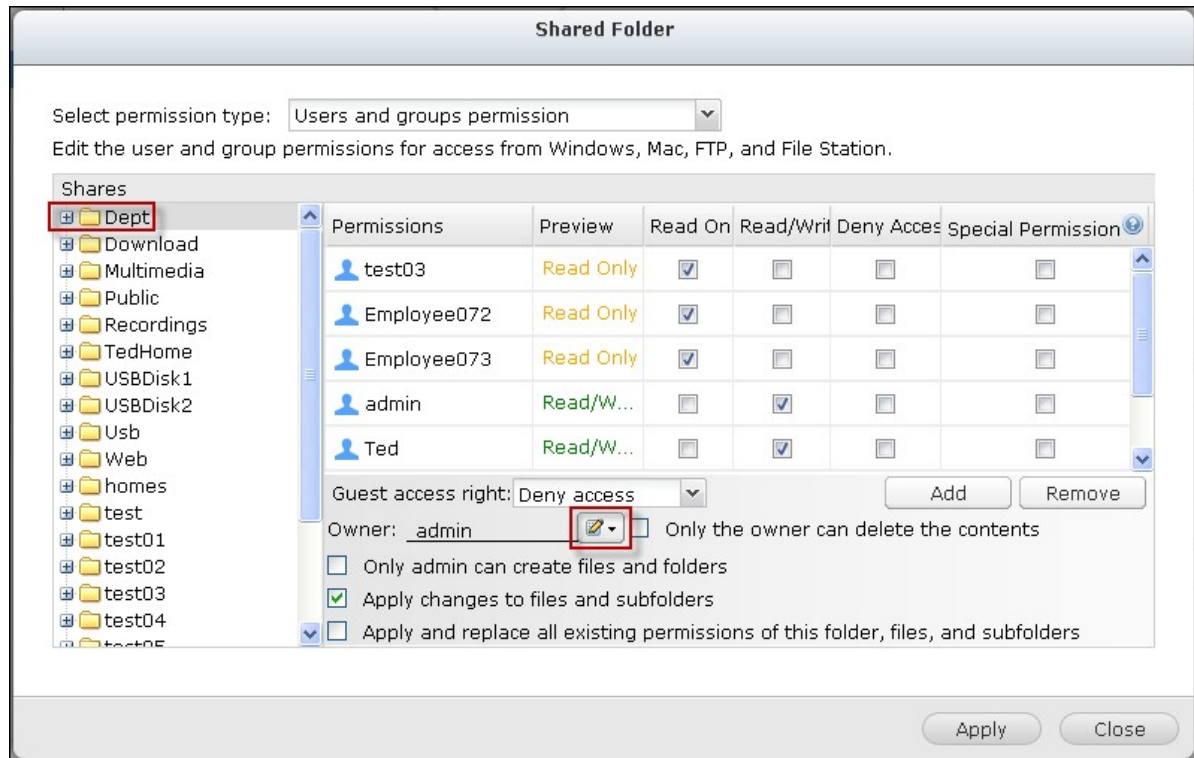 Shared Folder
Select permission type: Users and groups permission
Edit the user and group permissions for access from Windows, Mac, FTP, and File Station.
Shares
Dept
Download
Multimedia
Public
Recordings
TedHome
USBDisk1
USBDisk2
Usb
Web
homes
test
test01
test02
test03
test04
Permissions Preview Read On Read/Writ Deny Acces Special Permission
test03 Read Only
Employee072 Read Only
Employee073 Read Only
admin Read/W...
Ted Read/W...
Guest access right: Deny access Add Remove
Owner: admin Only the owner can delete the contents
Only admin can create files and folders
Apply changes to files and subfolders
Apply and replace all existing permissions of this folder, files, and subfolders
Apply Close